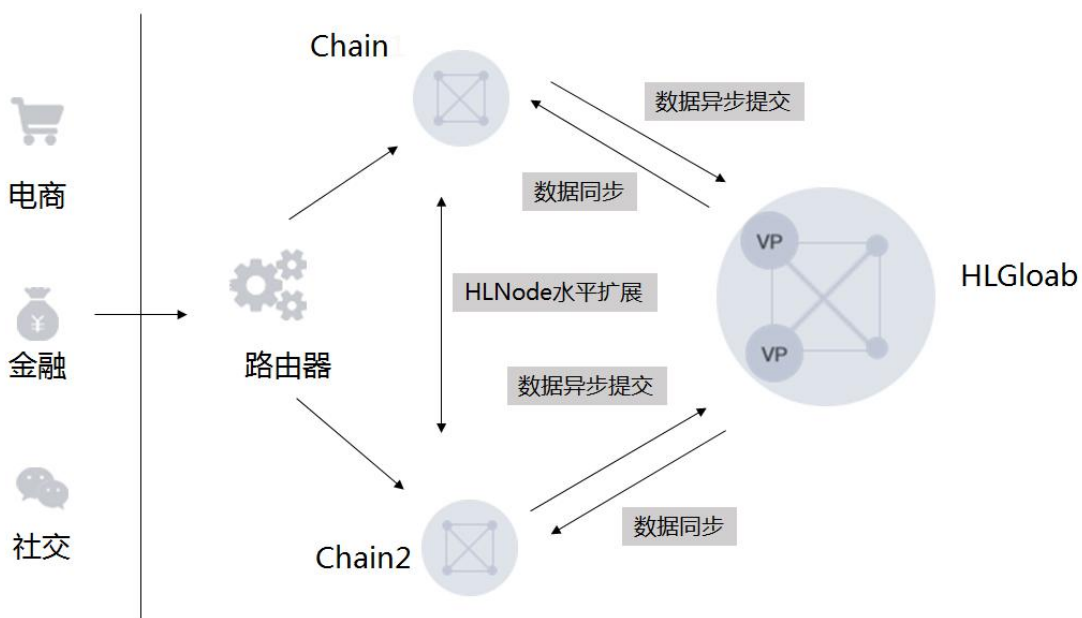 Chain
数据异步提交
电商
数据同步
VP
HLGloab
HLNode水平扩展
¥
金融
路由器
VP
数据异步提交
社交
Chain2
数据同步